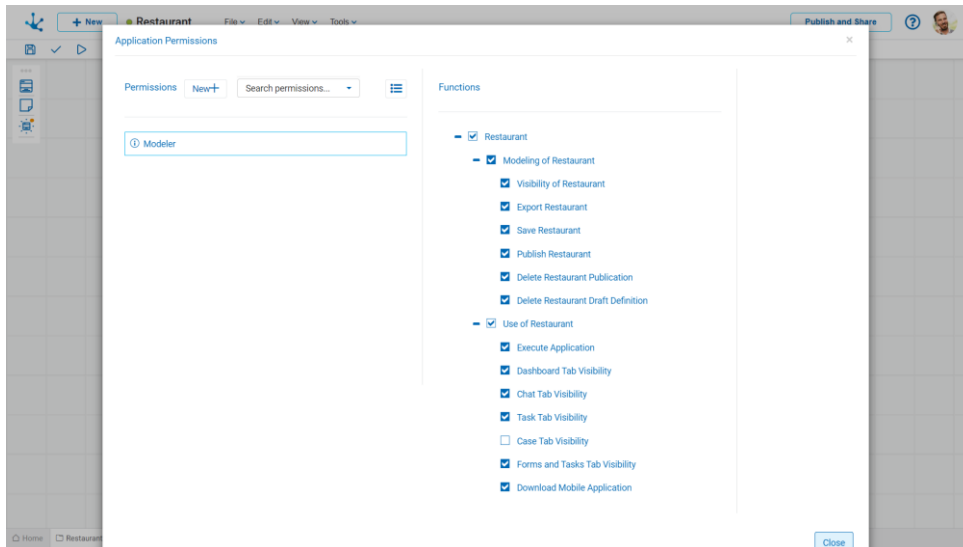 + New
Restaurant
File
Edit
View
Tools
Publish and Share
?
Application Permissions
×
Permissions
New+
Search permissions...
Functions
Modeler
Restaurant
Modeling of Restaurant
Visibility of Restaurant
Export Restaurant
Save Restaurant
Publish Restaurant
Delete Restaurant Publication
Delete Restaurant Draft Definition
Use of Restaurant
Execute Application
Dashboard Tab Visibility
Chat Tab Visibility
Task Tab Visibility
Case Tab Visibility
Forms and Tasks Tab Visibility
Download Mobile Application
Home
Restaurant
Close